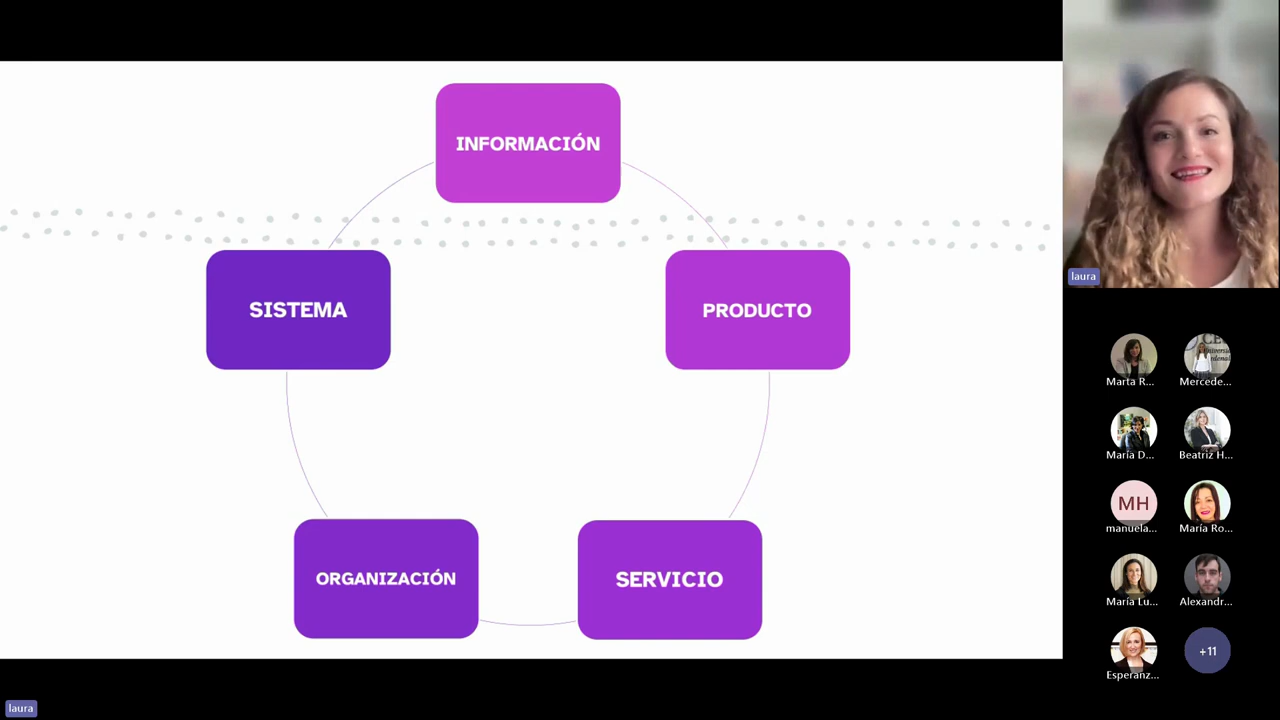 INFORMACIÓN
SISTEMA
PRODUCTO
ORGANIZACIÓN
SERVICIO
laura
Marta R...
Mercede...
María D...
Beatriz H...
MH
manuela...
María Ro...
María Lu...
Alexandr...
Esperanz...
+11
laura